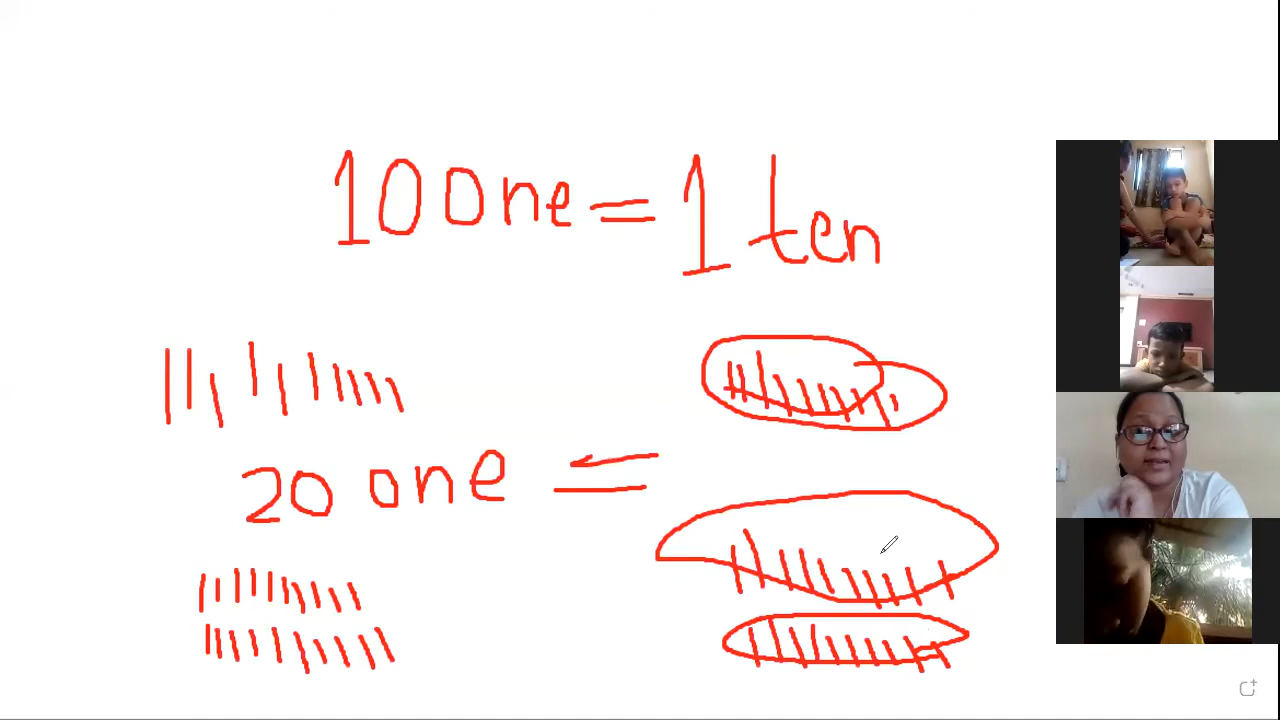 10 One = 1 ten
20 one =